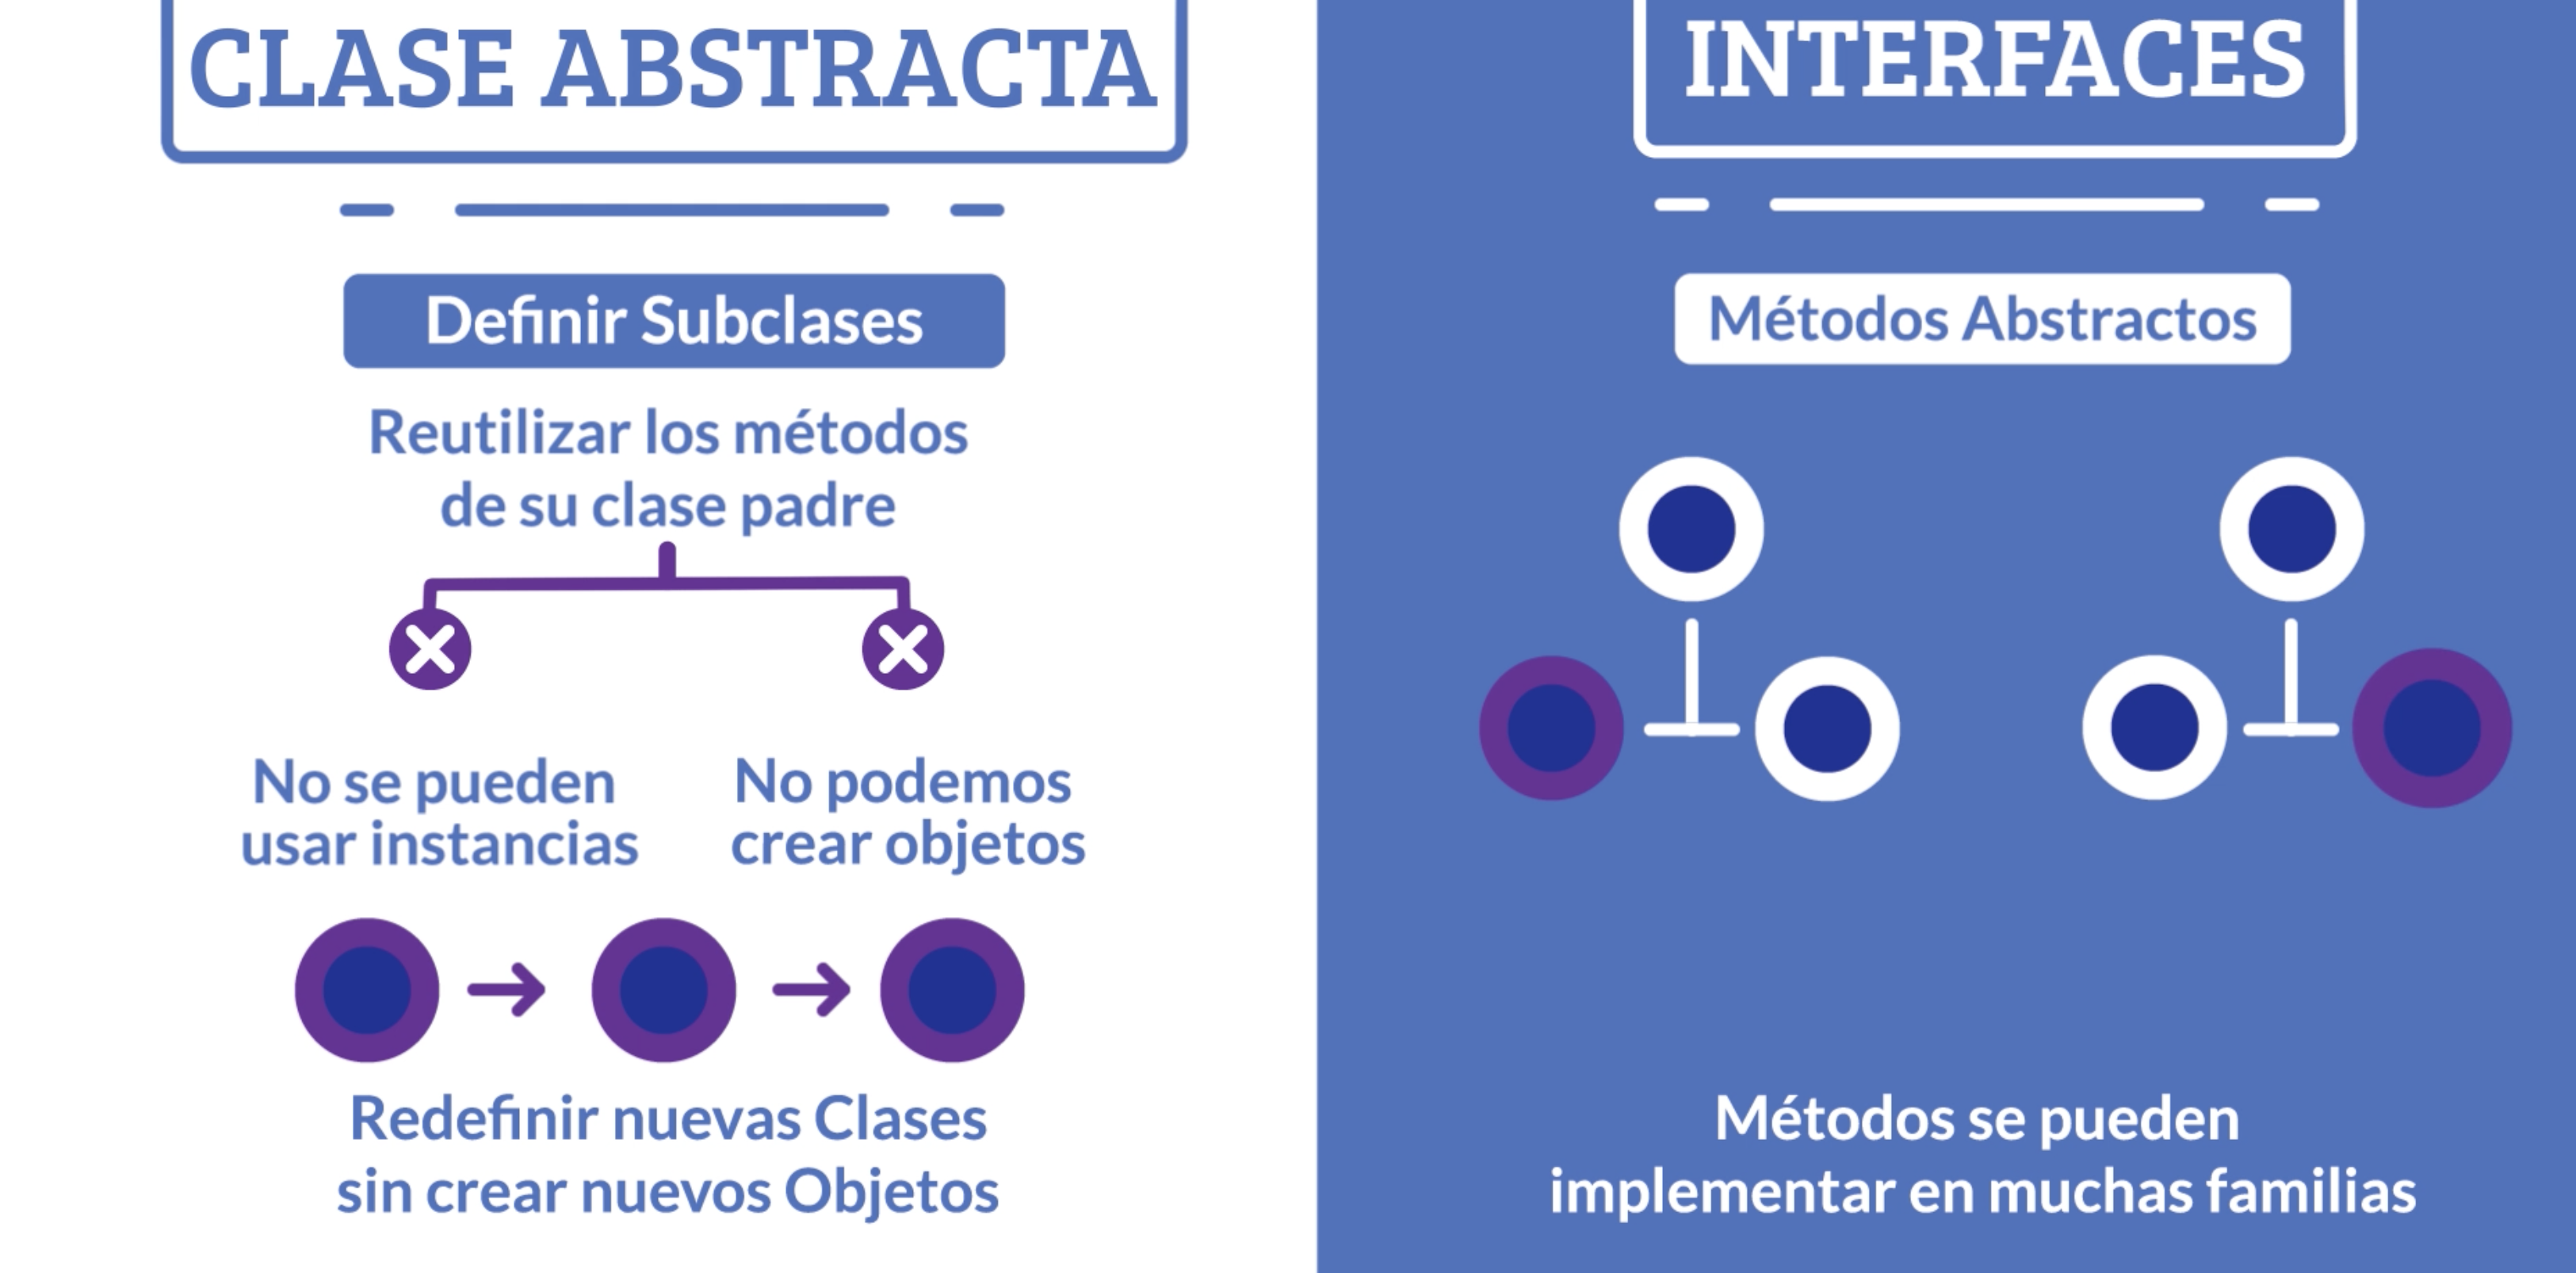 CLASE ABSTRACTA
Definir Subclases
Reutilizar los métodos
de su clase padre
No se pueden
usar instancias
No podemos
crear objetos
Redefinir nuevas Clases
sin crear nuevos Objetos
INTERFACES
Métodos Abstractos
Métodos se pueden
implementar en muchas familias